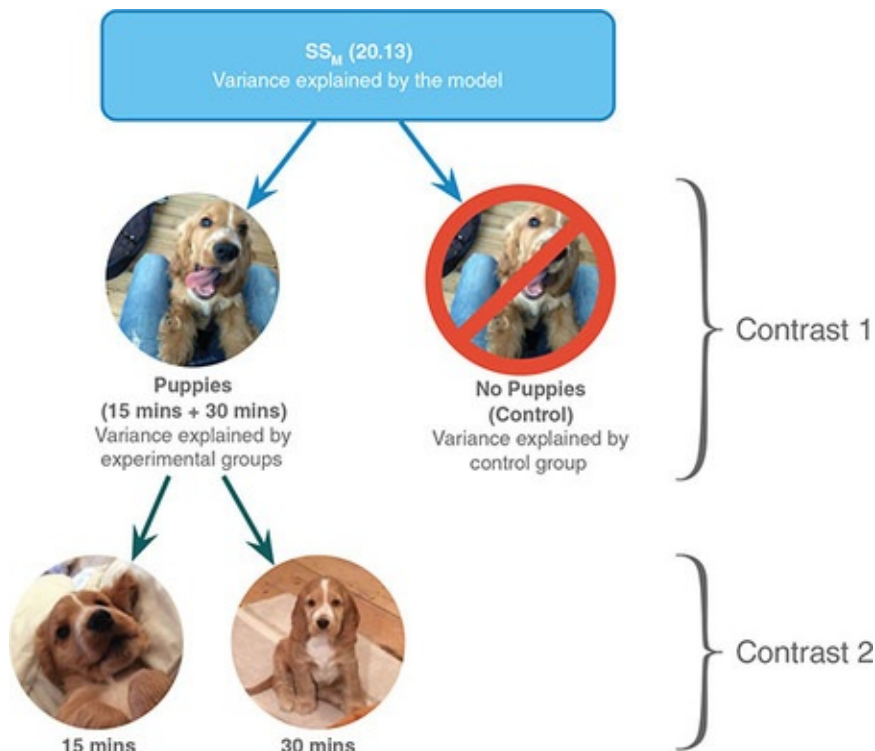 SS_M (20.13)
Variance explained by the model
Puppies
(15 mins + 30 mins)
Variance explained by
experimental groups
No Puppies
(Control)
Variance explained by
control group
Contrast 1
15 mins
30 mins
Contrast 2